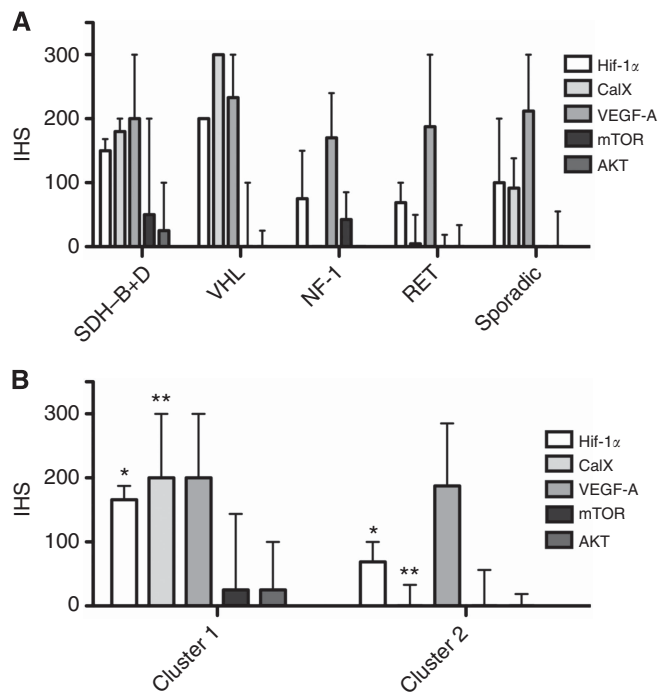 A
300
200
100
0
IHS
Hif-1α
CalX
VEGF-A
mTOR
AKT
SDH–B+D
VHL
NF-1
RET
Sporadic
B
300
200
100
0
IHS
*
**
*
**
Hif-1α
CalX
VEGF-A
mTOR
AKT
Cluster 1
Cluster 2